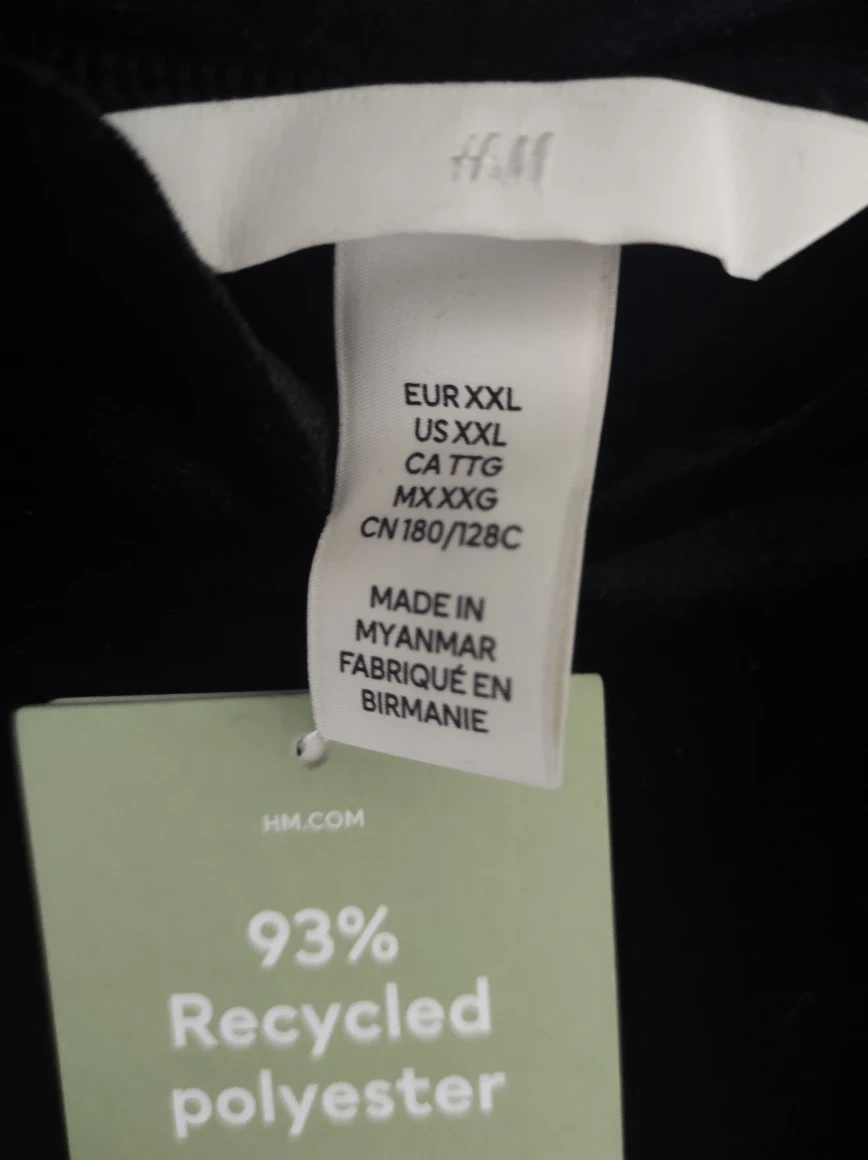 H&M
EUR XXL
US XXL
CA TTG
MX XXG
CN 180/128C
MADE IN
MYANMAR
FABRIQUÉ EN
BIRMANIE
HM.COM
93%
Recycled
polyester